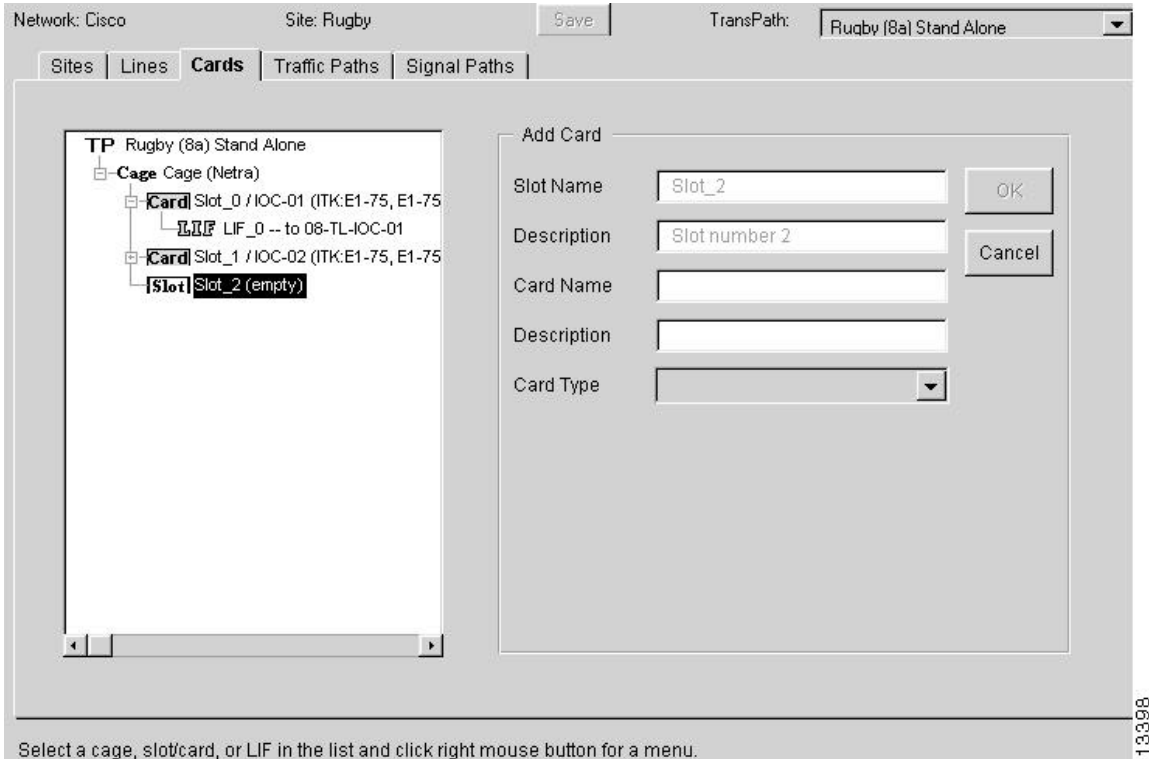 Network: Cisco Site: Rugby Save TransPath: Rugby (8a) Stand Alone
Sites Lines Cards Traffic Paths Signal Paths
TP Rugby (8a) Stand Alone
Cage Cage (Netra)
Card Slot_0 / IOC-01 (ITK:E1-75, E1-75
LIF LIF_0 -- to 08-TL-IOC-01
Card Slot_1 / IOC-02 (ITK:E1-75, E1-75
Slot Slot_2 (empty)
Add Card
Slot Name Slot_2 OK
Description Slot number 2
Cancel
Card Name
Description
Card Type
Select a cage, slot/card, or LIF in the list and click right mouse button for a menu.
13398